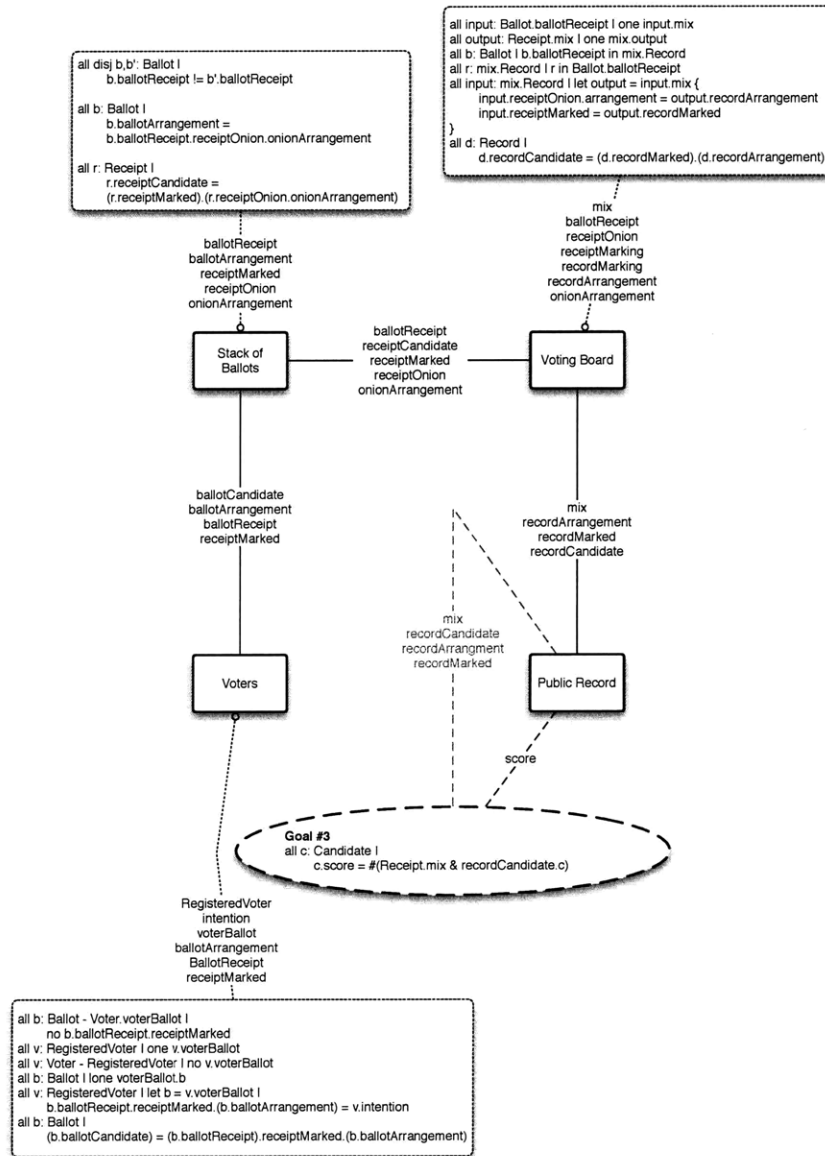 all disj b,b': Ballot |
b.ballotReceipt != b'.ballotReceipt
all b: Ballot |
b.ballotArrangement =
b.ballotReceipt.receiptOnion.onionArrangement
all r: Receipt |
r.receiptCandidate =
(r.receiptMarked).(r.receiptOnion.onionArrangement)
all input: Ballot.ballotReceipt | one input.mix
all output: Receipt.mix | one mix.output
all b: Ballot | b.ballotReceipt in mix.Record
all r: mix.Record | r in Ballot.ballotReceipt
all input: mix.Record | let output = input.mix {
input.receiptOnion.arrangement = output.recordArrangement
input.receiptMarked = output.recordMarked
}
all d: Record |
d.recordCandidate = (d.recordMarked).(d.recordArrangement)
ballotReceipt
ballotArrangement
receiptMarked
receiptOnion
onionArrangement
mix
ballotReceipt
receiptOnion
receiptMarking
recordMarking
recordArrangement
onionArrangement
Stack of
Ballots
ballotReceipt
receiptCandidate
receiptMarked
receiptOnion
onionArrangement
Voting Board
ballotCandidate
ballotArrangement
ballotReceipt
receiptMarked
mix
recordArrangement
recordMarked
recordCandidate
mix
recordCandidate
recordArrangment
recordMarked
Voters
Public Record
score
Goal #3
all c: Candidate |
c.score = #(Receipt.mix & recordCandidate.c)
RegisteredVoter
intention
voterBallot
ballotArrangement
BallotReceipt
receiptMarked
all b: Ballot - Voter.voterBallot |
no b.ballotReceipt.receiptMarked
all v: RegisteredVoter | one v.voterBallot
all v: Voter - RegisteredVoter | no v.voterBallot
all b: Ballot | lone voterBallot.b
all v: RegisteredVoter | let b = v.voterBallot |
b.ballotReceipt.receiptMarked.(b.ballotArrangement) = v.intention
all b: Ballot |
(b.ballotCandidate) = (b.ballotReceipt).receiptMarked.(b.ballotArrangement)